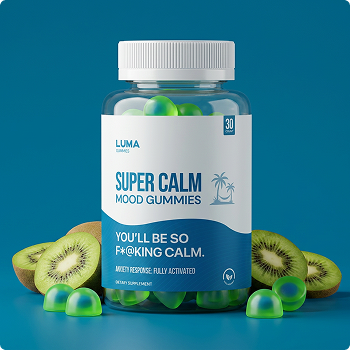 30
COUNT
LUMA
GUMMIES
SUPER CALM
MOOD GUMMIES
YOU'LL BE SO
F*@KING CALM.
ANXIETY RESPONSE: FULLY ACTIVATED
DIETARY SUPPLEMENT